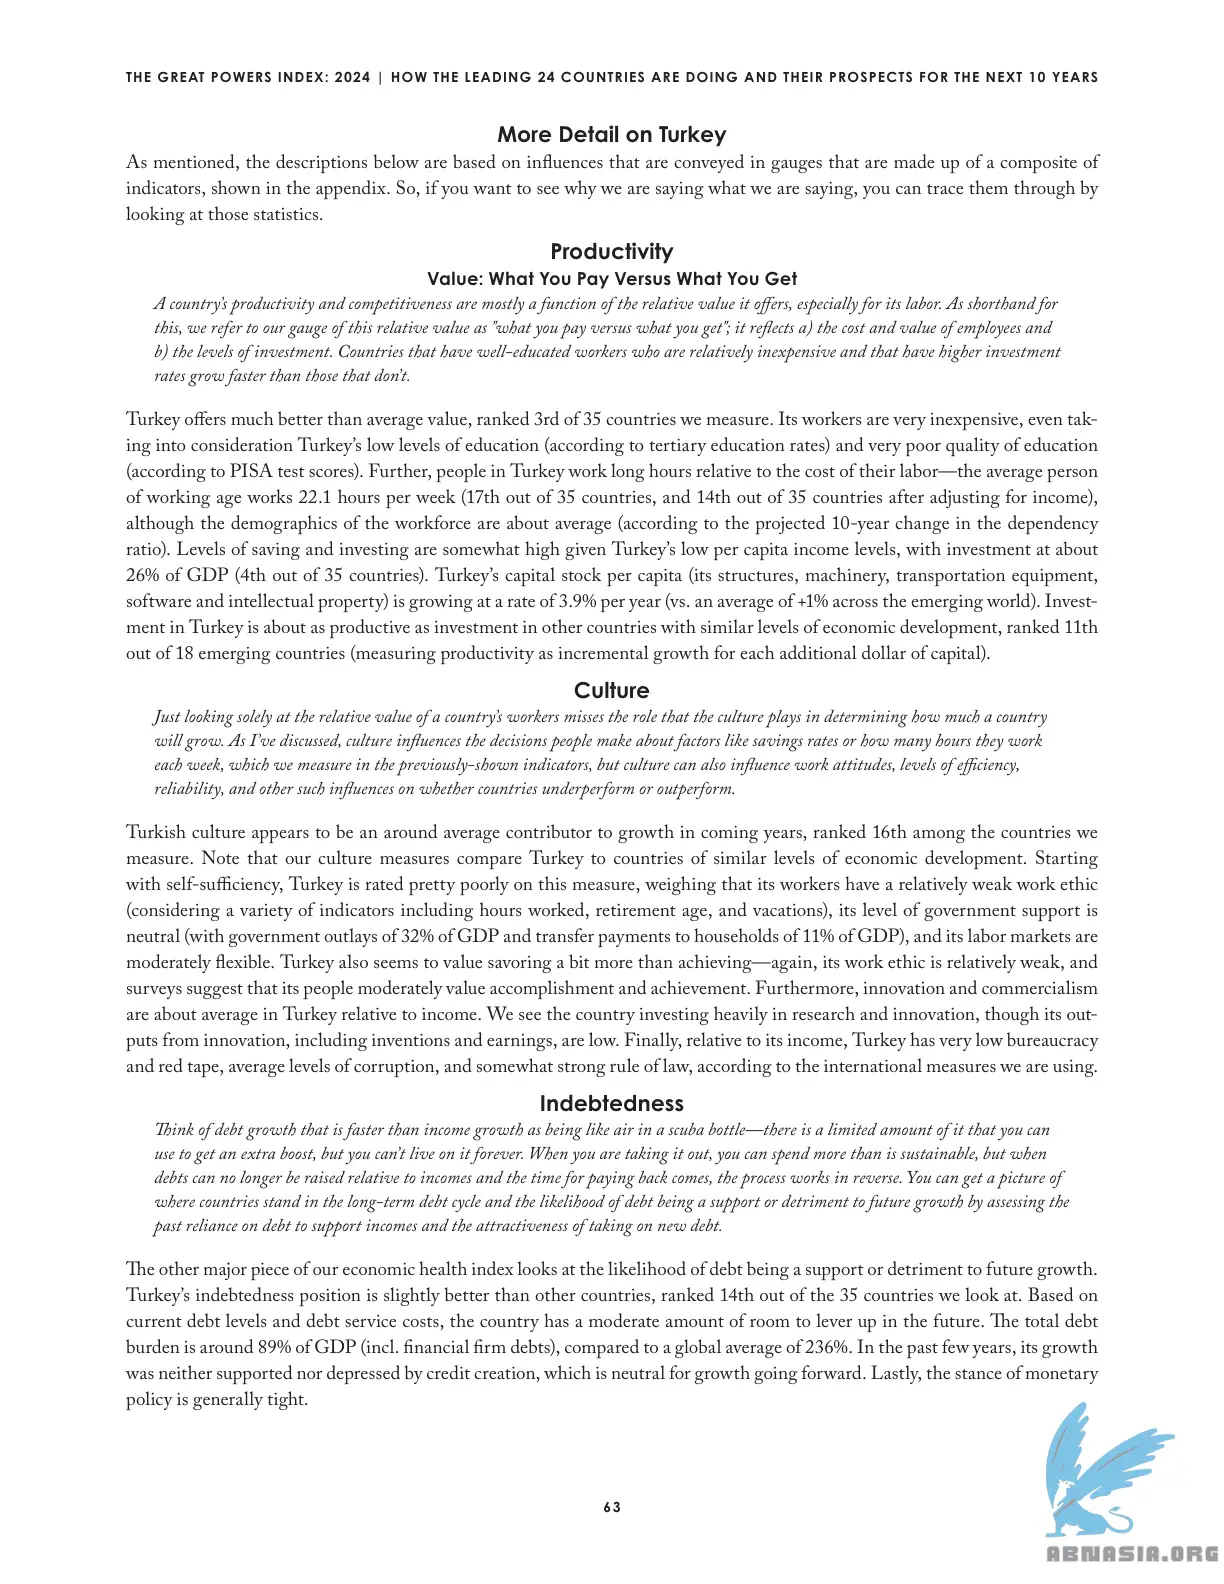 THE GREAT POWERS INDEX: 2024 | HOW THE LEADING 24 COUNTRIES ARE DOING AND THEIR PROSPECTS FOR THE NEXT 10 YEARS
More Detail on Turkey
As mentioned, the descriptions below are based on influences that are conveyed in gauges that are made up of a composite of
indicators, shown in the appendix. So, if you want to see why we are saying what we are saying, you can trace them through by
looking at those statistics.
Productivity
Value: What You Pay Versus What You Get
A country's productivity and competitiveness are mostly a function of the relative value it offers, especially for its labor. As shorthand for
this, we refer to our gauge of this relative value as "what you pay versus what you get"; it reflects a) the cost and value of employees and
b) the levels of investment. Countries that have well-educated workers who are relatively inexpensive and that have higher investment
rates grow faster than those that don't.
Turkey offers much better than average value, ranked 3rd of 35 countries we measure. Its workers are very inexpensive, even tak-
ing into consideration Turkey's low levels of education (according to tertiary education rates) and very poor quality of education
(according to PISA test scores). Further, people in Turkey work long hours relative to the cost of their labor—the average person
of working age works 22.1 hours per week (17th out of 35 countries, and 14th out of 35 countries after adjusting for income),
although the demographics of the workforce are about average (according to the projected 10-year change in the dependency
ratio). Levels of saving and investing are somewhat high given Turkey's low per capita income levels, with investment at about
26% of GDP (4th out of 35 countries). Turkey's capital stock per capita (its structures, machinery, transportation equipment,
software and intellectual property) is growing at a rate of 3.9% per year (vs. an average of +1% across the emerging world). Invest-
ment in Turkey is about as productive as investment in other countries with similar levels of economic development, ranked 11th
out of 18 emerging countries (measuring productivity as incremental growth for each additional dollar of capital).
Culture
Just looking solely at the relative value of a country's workers misses the role that the culture plays in determining how much a country
will grow. As I've discussed, culture influences the decisions people make about factors like savings rates or how many hours they work
each week, which we measure in the previously-shown indicators, but culture can also influence work attitudes, levels of efficiency,
reliability, and other such influences on whether countries underperform or outperform.
Turkish culture appears to be an around average contributor to growth in coming years, ranked 16th among the countries we
measure. Note that our culture measures compare Turkey to countries of similar levels of economic development. Starting
with self-sufficiency, Turkey is rated pretty poorly on this measure, weighing that its workers have a relatively weak work ethic
(considering a variety of indicators including hours worked, retirement age, and vacations), its level of government support is
neutral (with government outlays of 32% of GDP and transfer payments to households of 11% of GDP), and its labor markets are
moderately flexible. Turkey also seems to value savoring a bit more than achieving—again, its work ethic is relatively weak, and
surveys suggest that its people moderately value accomplishment and achievement. Furthermore, innovation and commercialism
are about average in Turkey relative to income. We see the country investing heavily in research and innovation, though its out-
puts from innovation, including inventions and earnings, are low. Finally, relative to its income, Turkey has very low bureaucracy
and red tape, average levels of corruption, and somewhat strong rule of law, according to the international measures we are using.
Indebtedness
Think of debt growth that is faster than income growth as being like air in a scuba bottle—there is a limited amount of it that you can
use to get an extra boost, but you can't live on it forever. When you are taking it out, you can spend more than is sustainable, but when
debts can no longer be raised relative to incomes and the time for paying back comes, the process works in reverse. You can get a picture of
where countries stand in the long-term debt cycle and the likelihood of debt being a support or detriment to future growth by assessing the
past reliance on debt to support incomes and the attractiveness of taking on new debt.
The other major piece of our economic health index looks at the likelihood of debt being a support or detriment to future growth.
Turkey's indebtedness position is slightly better than other countries, ranked 14th out of the 35 countries we look at. Based on
current debt levels and debt service costs, the country has a moderate amount of room to lever up in the future. The total debt
burden is around 89% of GDP (incl. financial firm debts), compared to a global average of 236%. In the past few years, its growth
was neither supported nor depressed by credit creation, which is neutral for growth going forward. Lastly, the stance of monetary
policy is generally tight.
63
ABNASIA.ORG